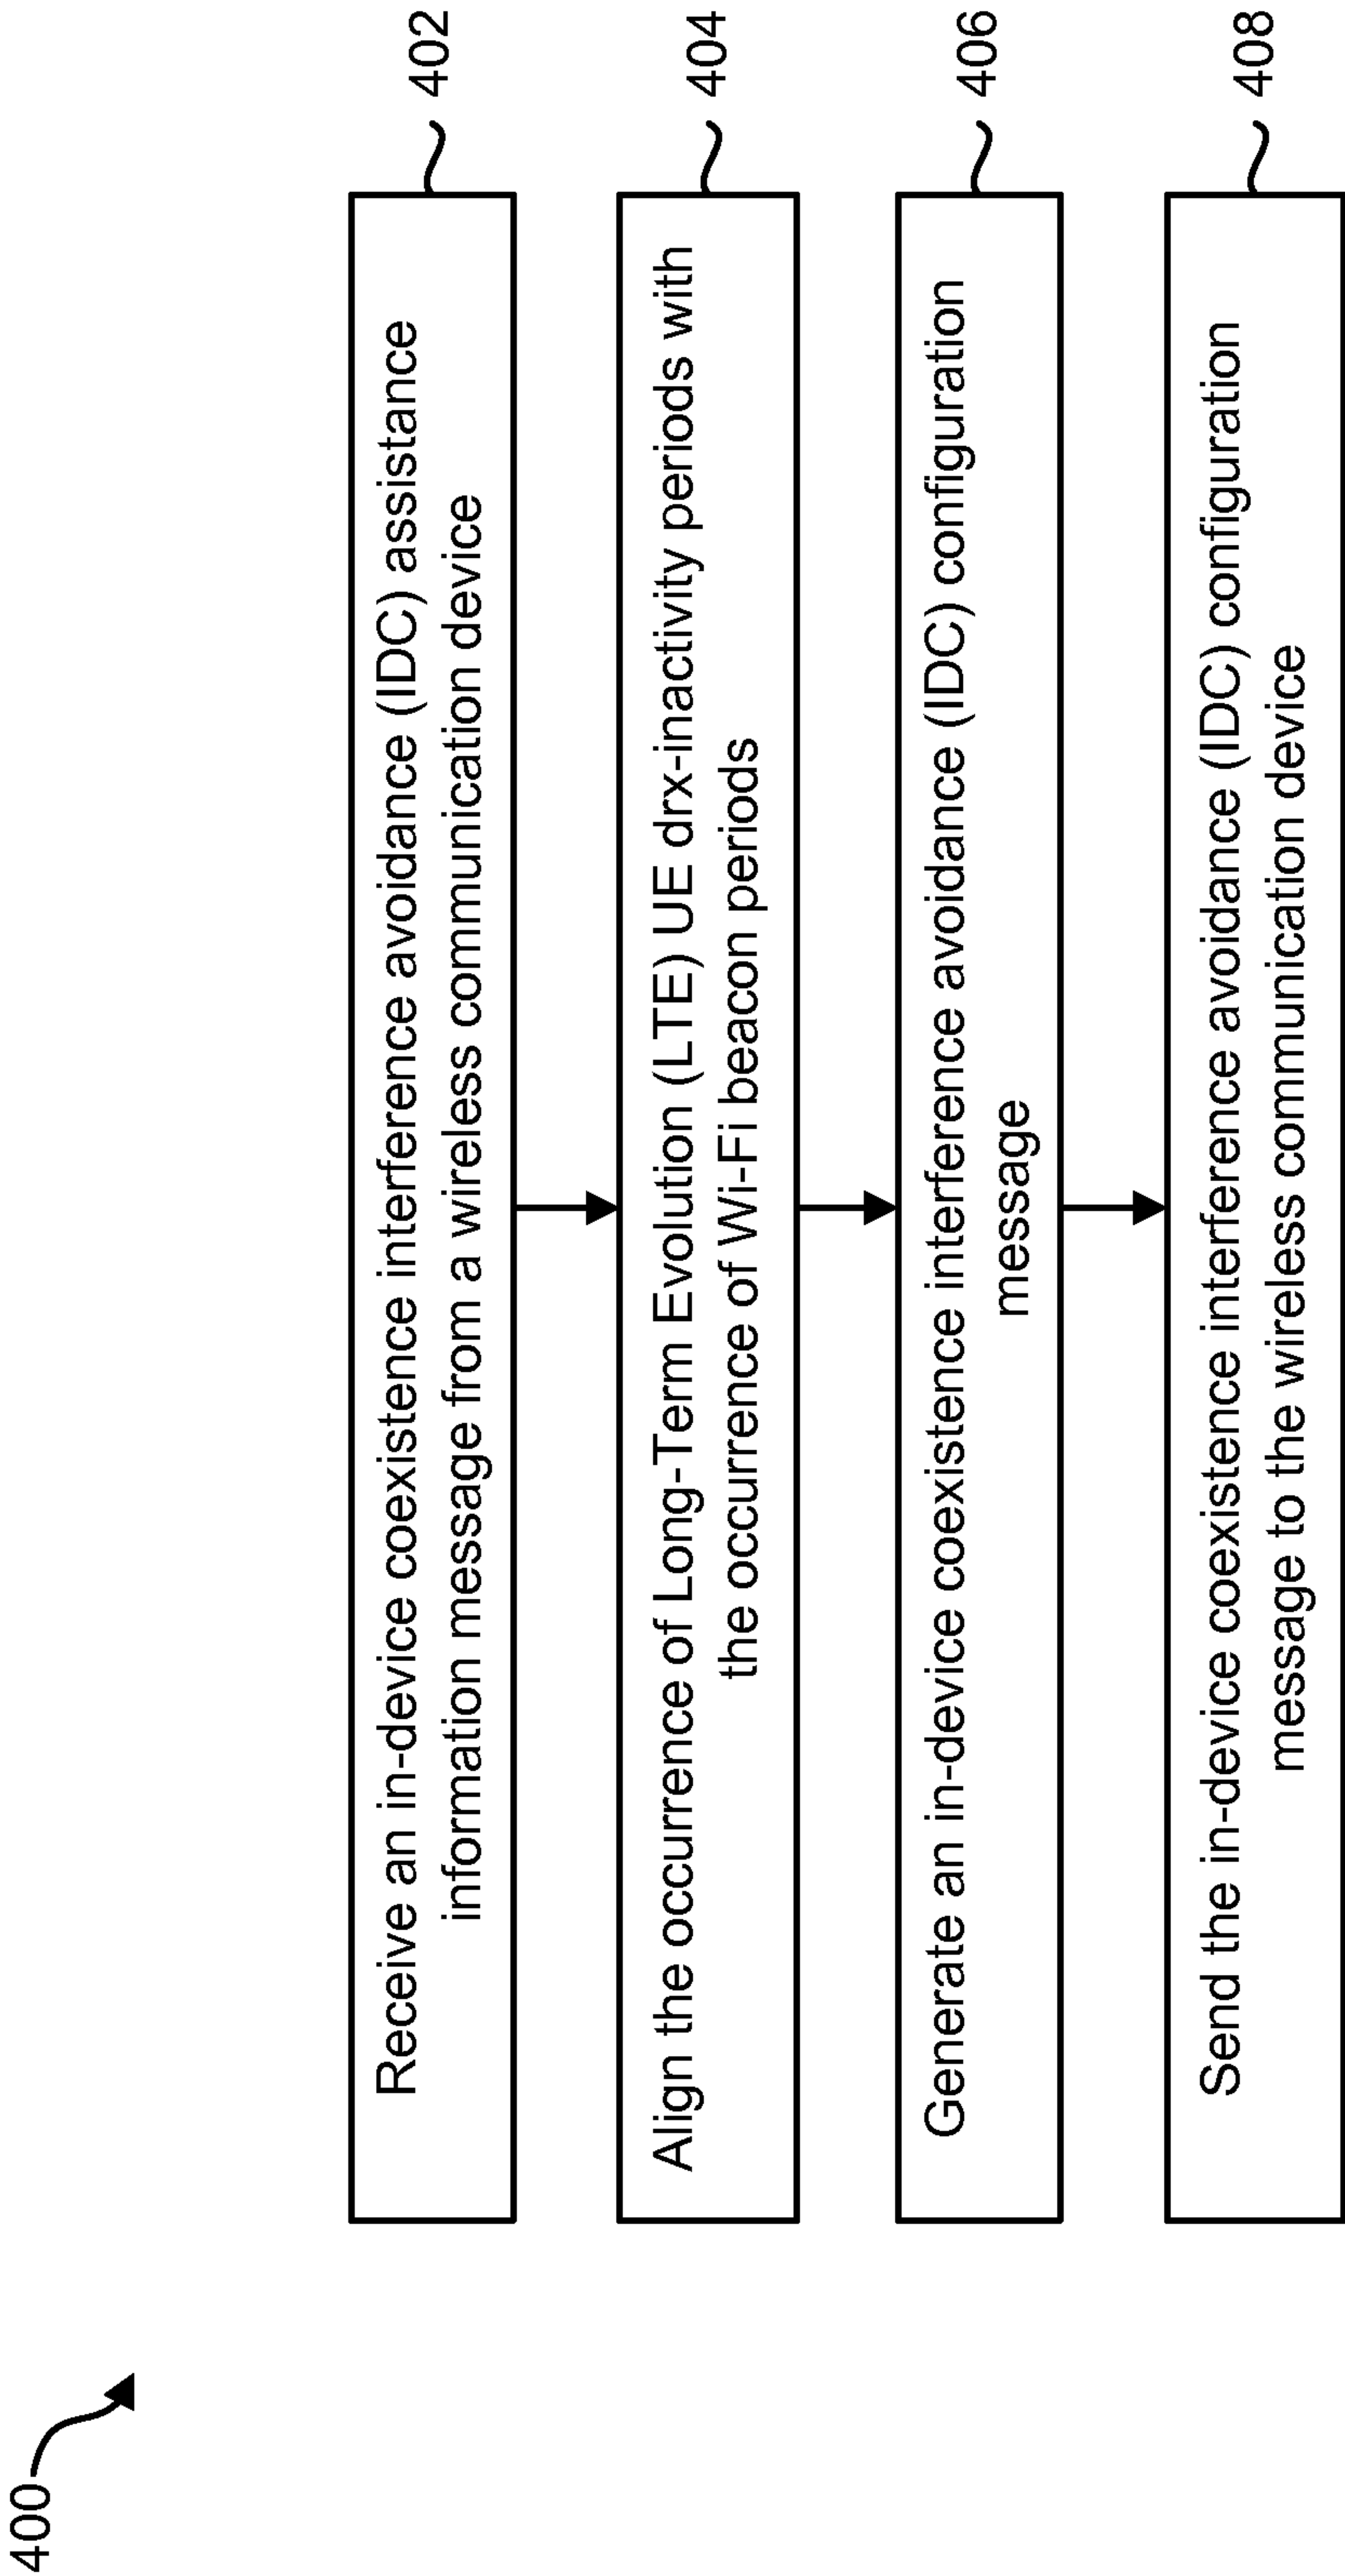 400
Receive an in-device coexistence interference avoidance (IDC) assistance
information message from a wireless communication device
402
Align the occurrence of Long-Term Evolution (LTE) UE drx-inactivity periods with
the occurrence of Wi-Fi beacon periods
404
Generate an in-device coexistence interference avoidance (IDC) configuration
message
406
Send the in-device coexistence interference avoidance (IDC) configuration
message to the wireless communication device
408